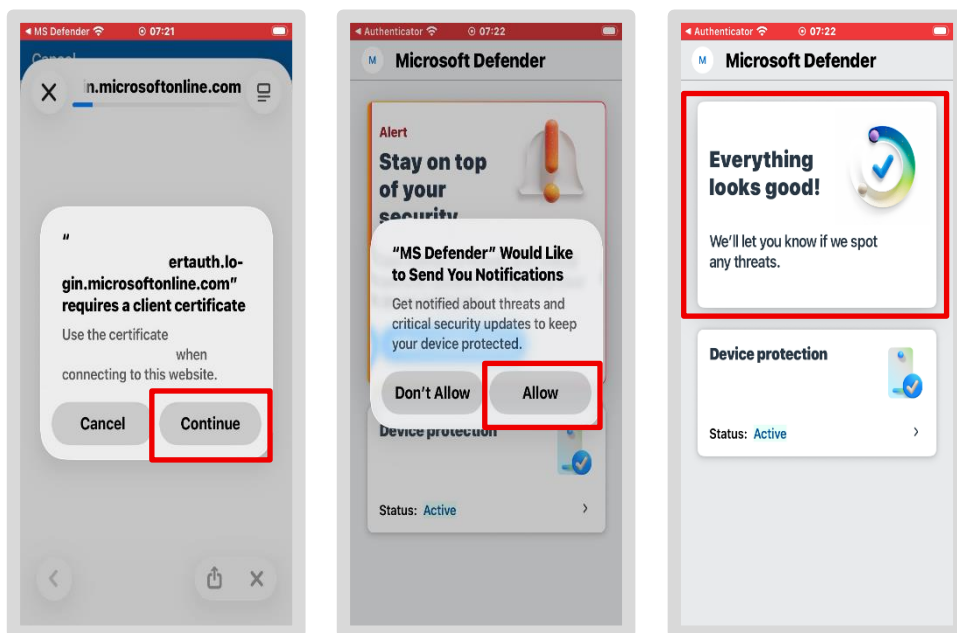 MS Defender
07:21
Cancel
n.microsoftonline.com
"
ertauth.lo-
gin.microsoftonline.com"
requires a client certificate
Use the certificate
when
connecting to this website.
Cancel
Continue
Authenticator
07:22
M
Microsoft Defender
Alert
Stay on top
of your
security
"MS Defender" Would Like
to Send You Notifications
Get notified about threats and
critical security updates to keep
your device protected.
Don't Allow
Allow
Device protection
Status: Active
Authenticator
07:22
M
Microsoft Defender
Everything
looks good!
We'll let you know if we spot
any threats.
Device protection
Status: Active